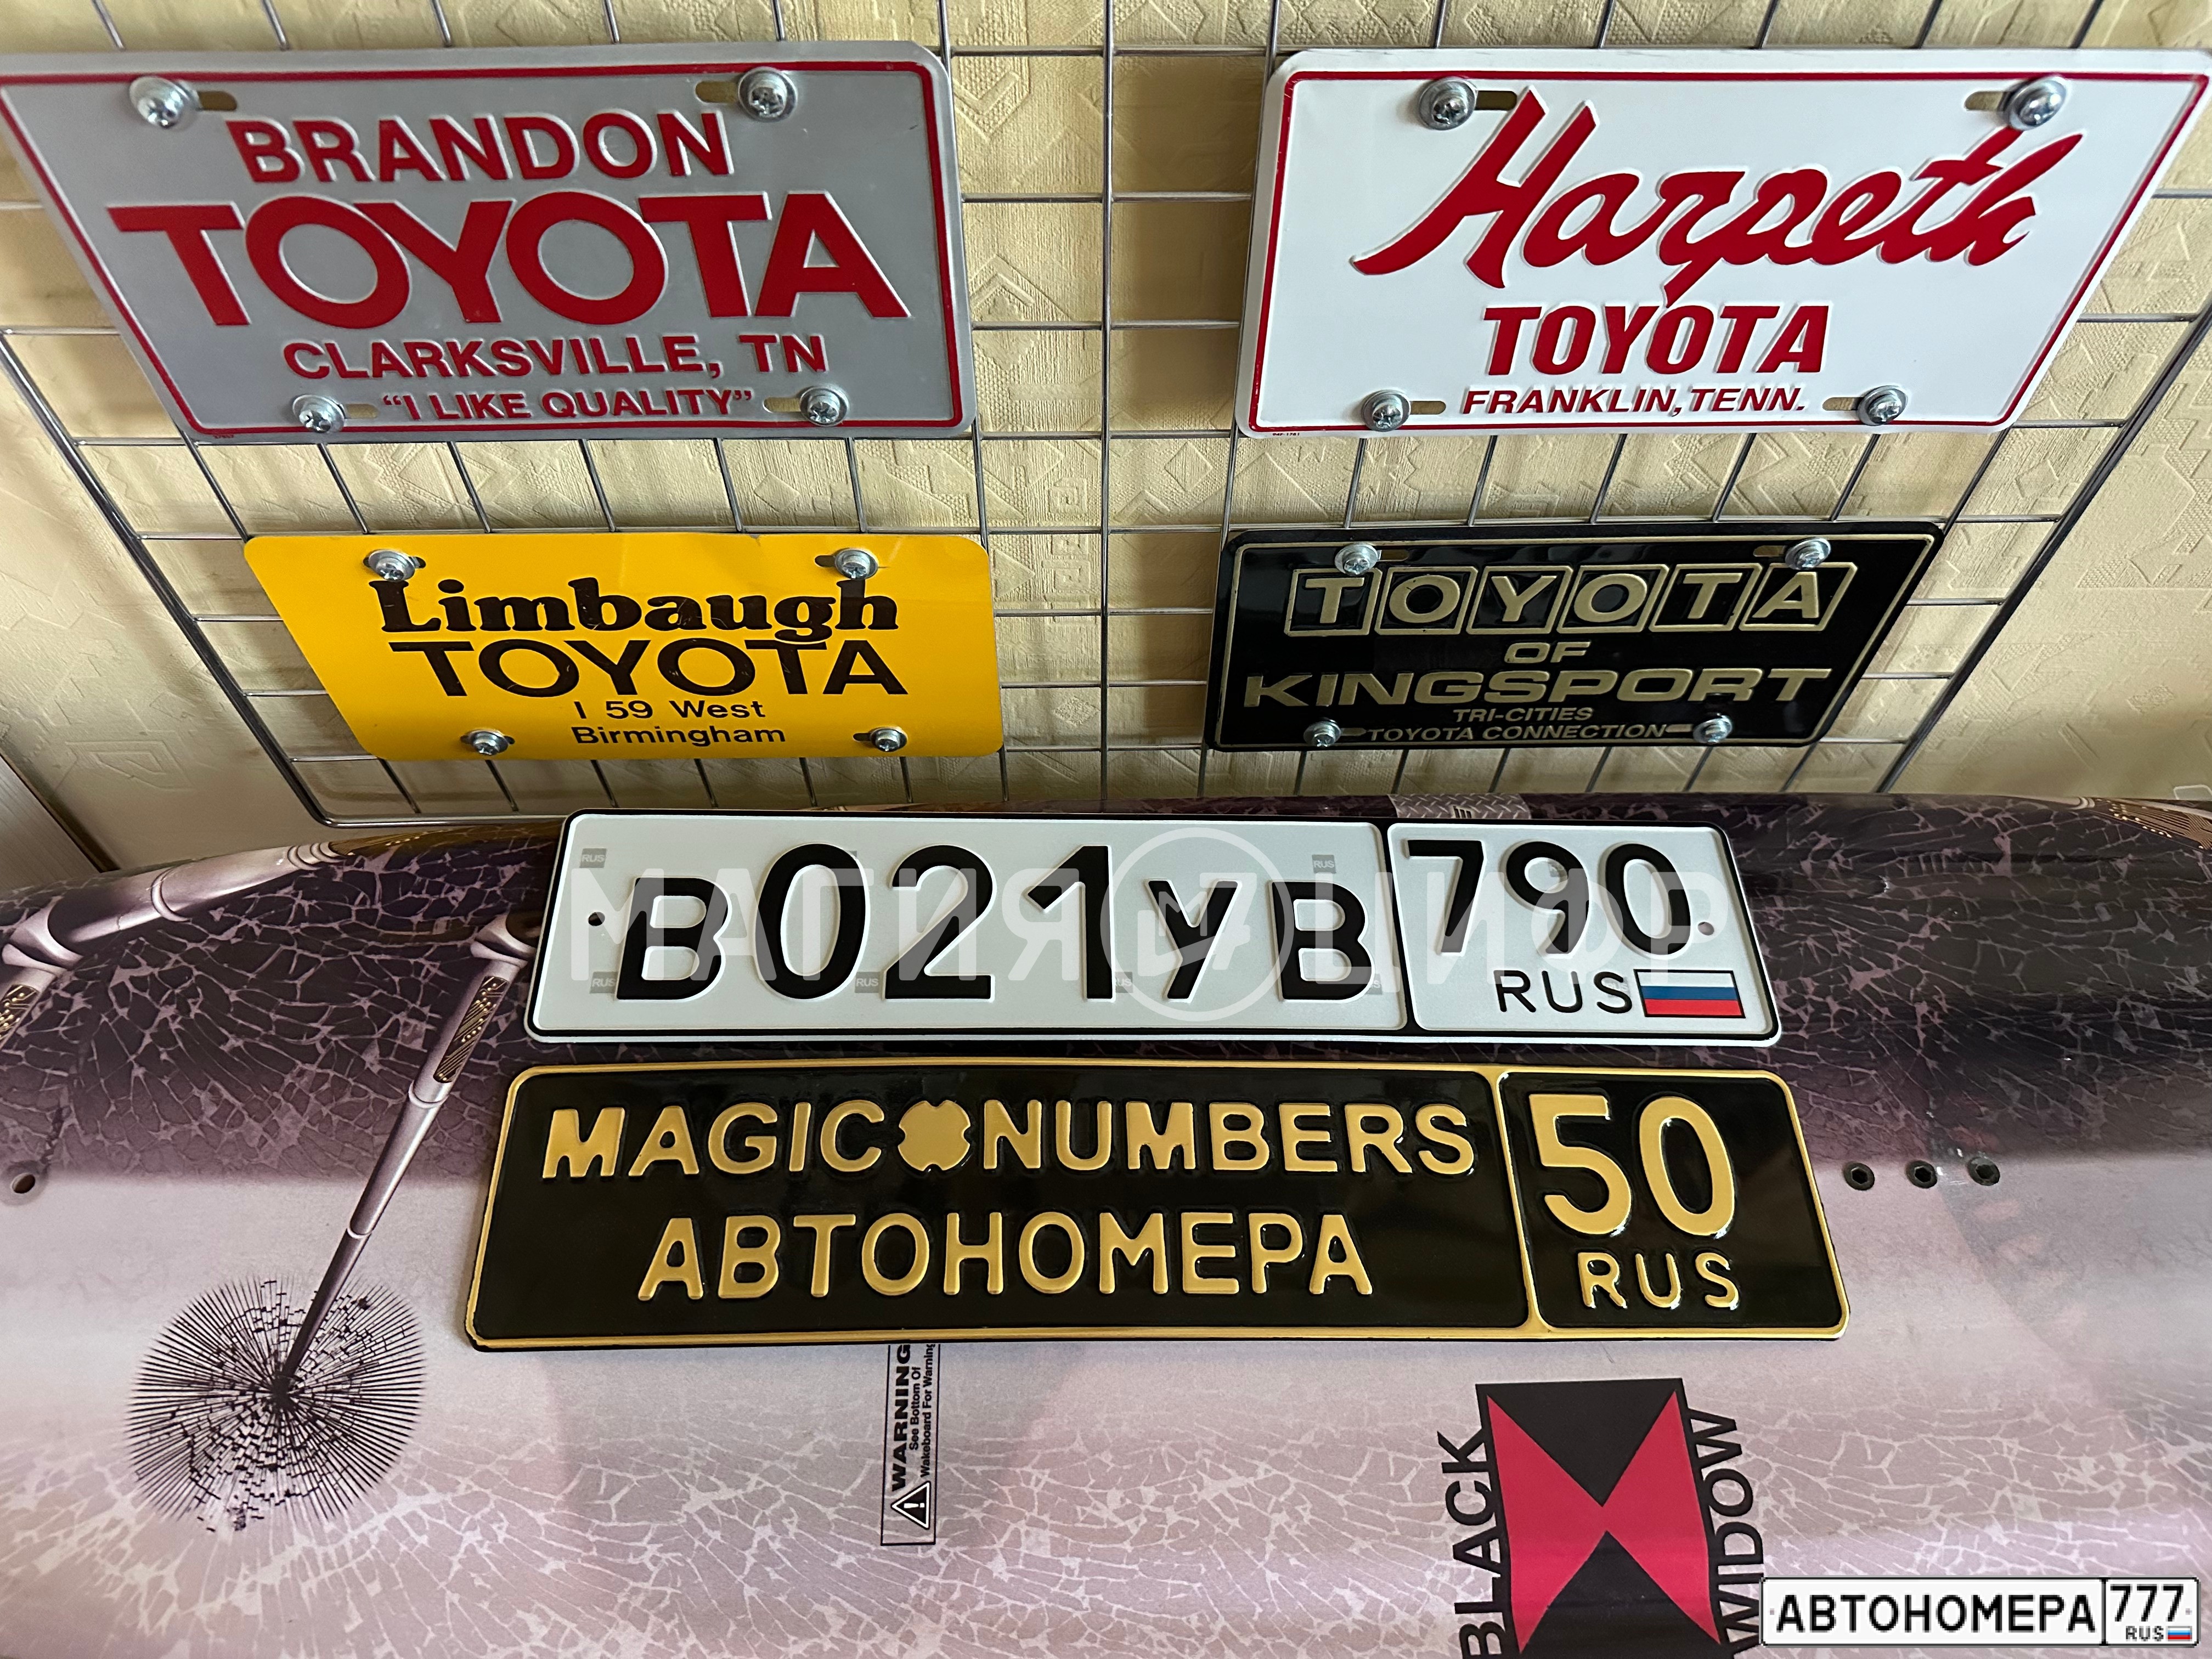 BRANDON
TOYOTA
CLARKSVILLE, TN
“I LIKE QUALITY”
Harpeth
TOYOTA
FRANKLIN, TENN.
Limbaugh
TOYOTA
I 59 West
Birmingham
TOYOTA
OF
KINGSPORT
TRI-CITIES
TOYOTA CONNECTION
В021УВ 790
RUS
МАГИЯ ЦИФР
MAGIC NUMBERS
АВТОНОМЕРА
50
RUS
WARNING
See Bottom Of
Wakeboard For Warning
BLACK
WIDOW
АВТОНОМЕРА 777
RUS